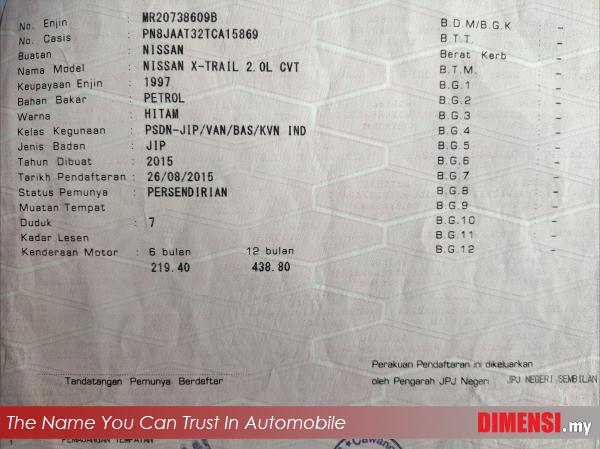 No. Enjin : MR20738609B
No. Casis : PN8JAAT32TCA15869
Buatan : NISSAN
Nama Model : NISSAN X-TRAIL 2.0L CVT
Keupayaan Enjin : 1997
Bahan Bakar : PETROL
Warna : HITAM
Kelas Kegunaan : PSDN-JIP/VAN/BAS/KVN IND
Jenis Badan : JIP
Tahun Dibuat : 2015
Tarikh Pendaftaran : 26/08/2015
Status Pemunya : PERSENDIRIAN
Muatan Tempat
Duduk : 7
Kadar Lesen
Kenderaan Motor : 6 bulan 12 bulan
219.40 438.80
B.D.M/B.G.K : -
B.T.T. : -
Berat Kerb : -
B.T.M. : -
B.G.1 : -
B.G.2 : -
B.G.3 : -
B.G.4 : -
B.G.5 : -
B.G.6 : -
B.G.7 : -
B.G.8 : -
B.G.9 : -
B.G.10 : -
B.G.11 : -
B.G.12 : -
Tandatangan Pemunya Berdaftar
Perakuan Pendaftaran ini dikeluarkan
oleh Pengarah JPJ Negeri JPJ NEGERI SEMBILAN
The Name You Can Trust In Automobile
DIMENSI.my